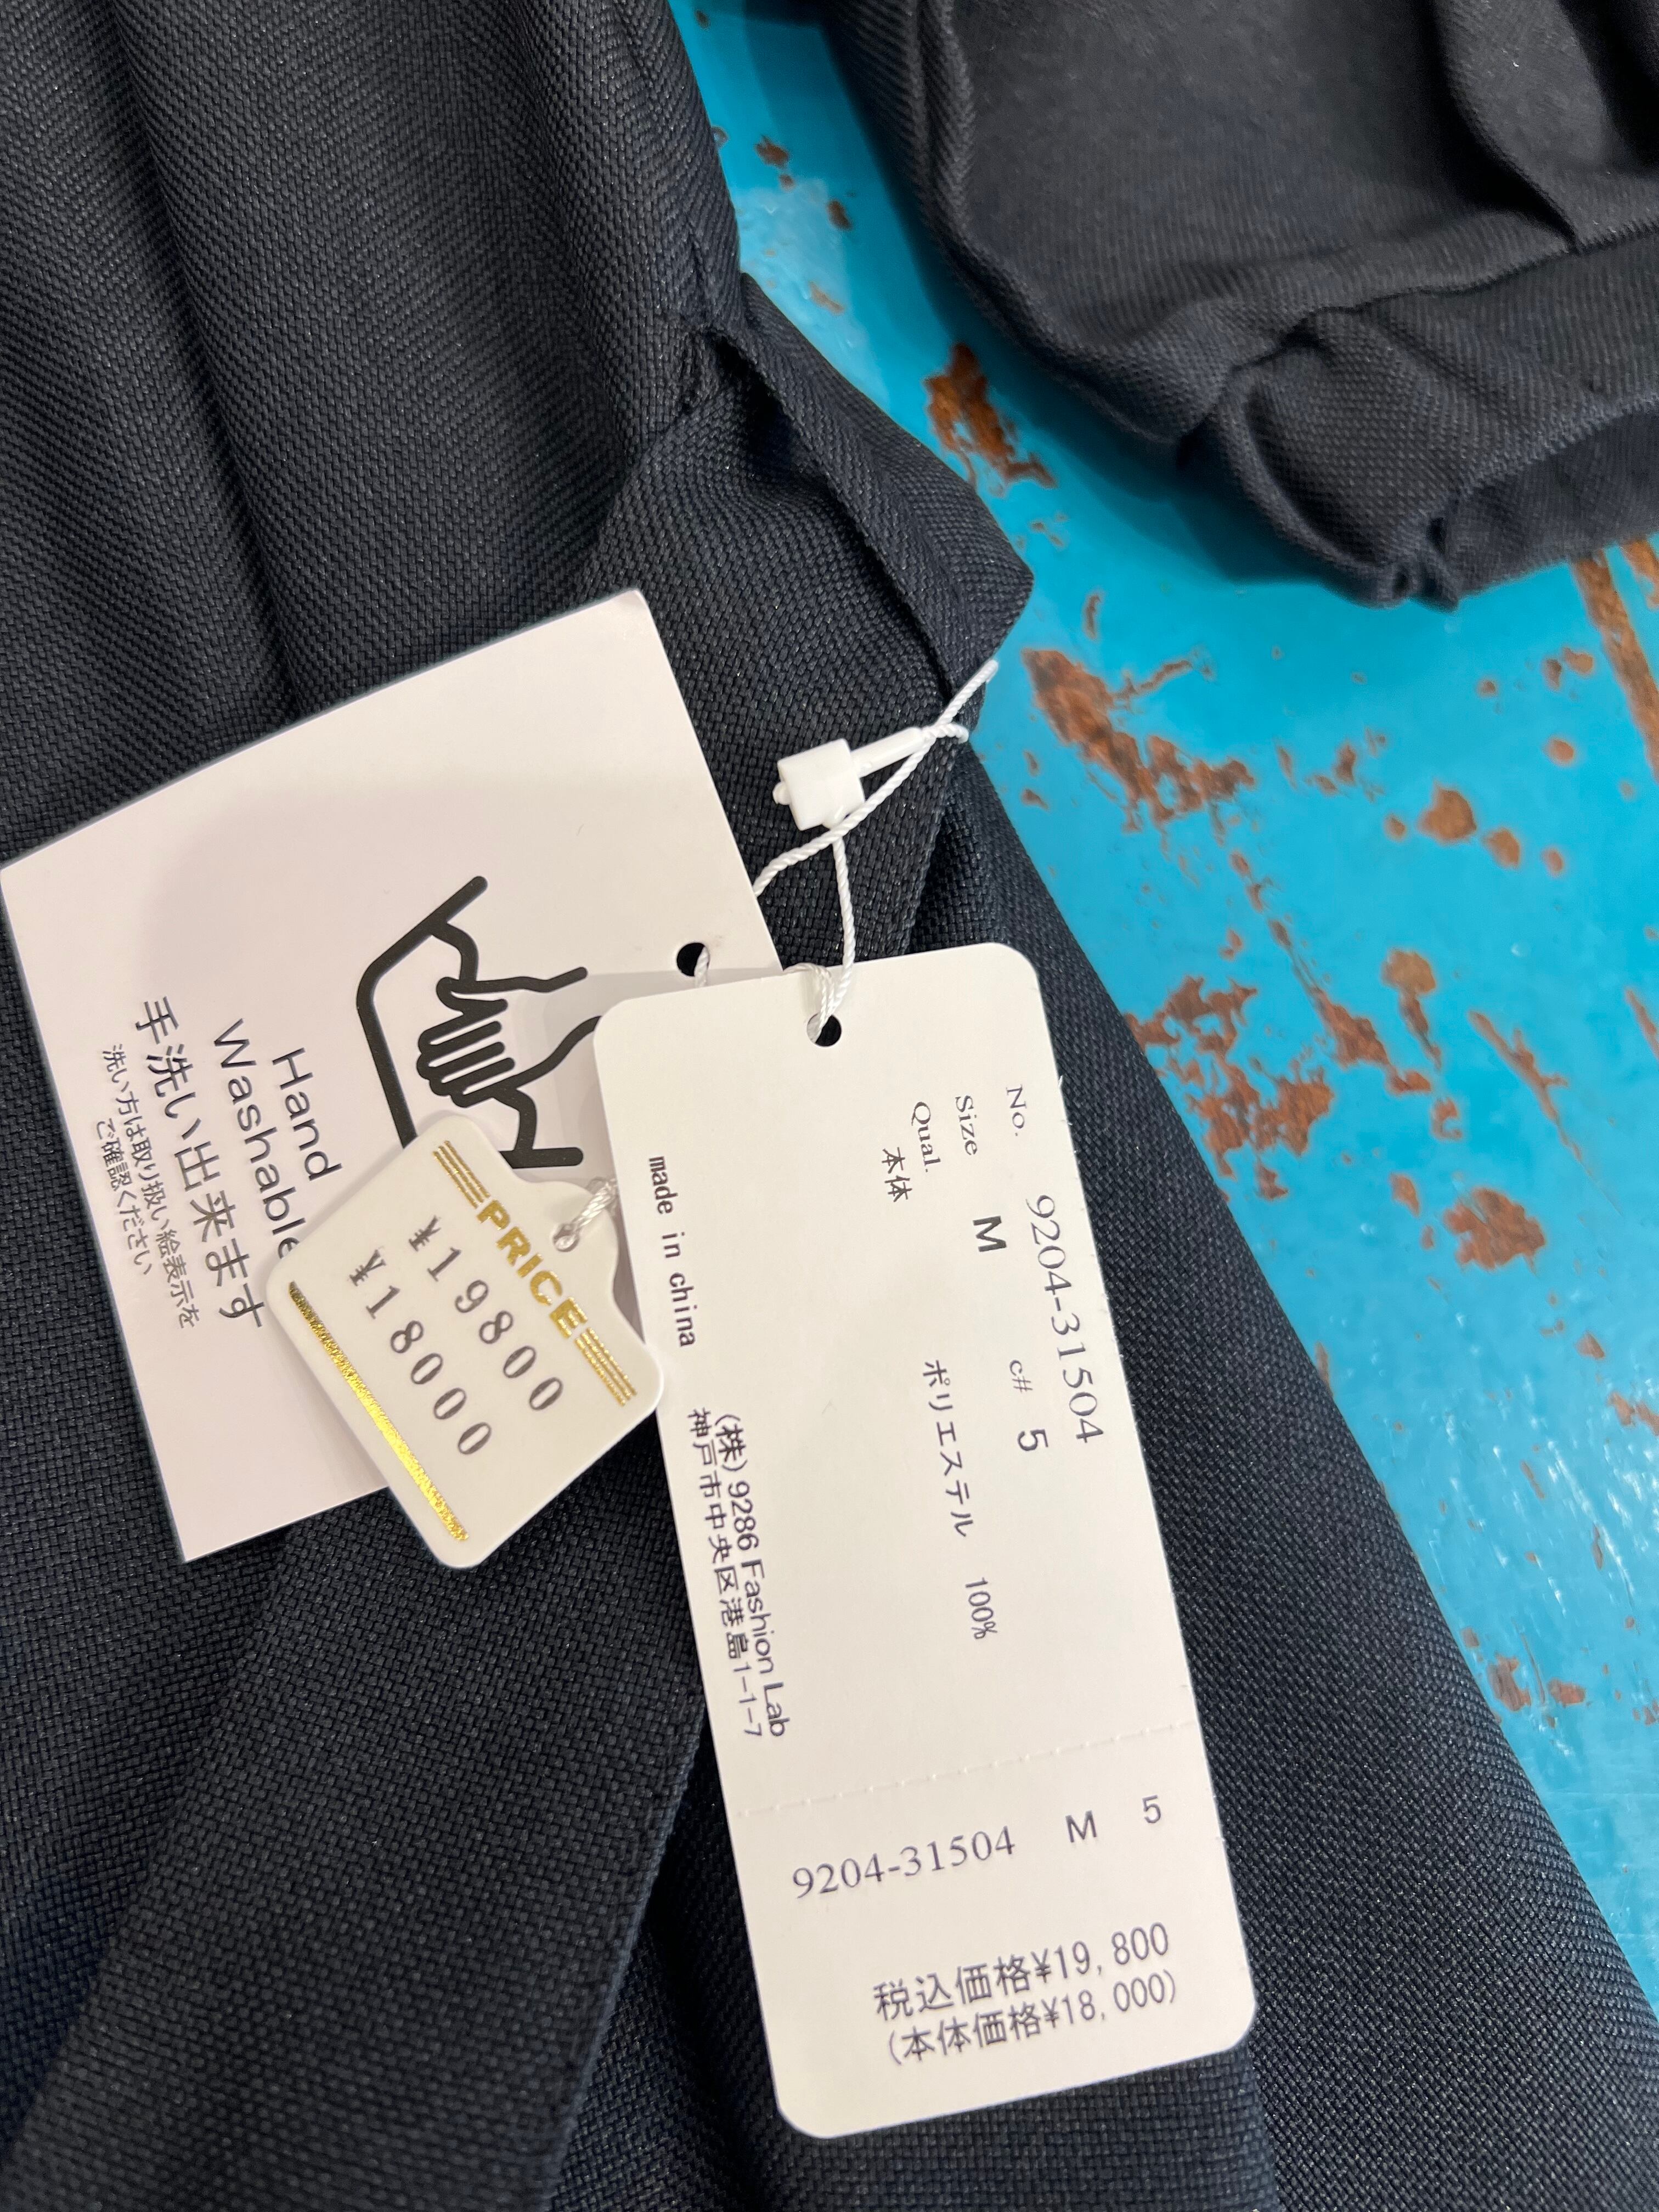 Hand
Washable
手洗い出来ます
洗い方は取り扱い絵表示を
ご確認ください
PRICE
¥19800
¥18000
No. 9204-31504
Size M c# 5
Qual.
本体 ポリエステル 100%
made in china
(株)9286 Fashion Lab
神戸市中央区港島1-1-7
9204-31504 M 5
税込価格¥19,800
(本体価格¥18,000)